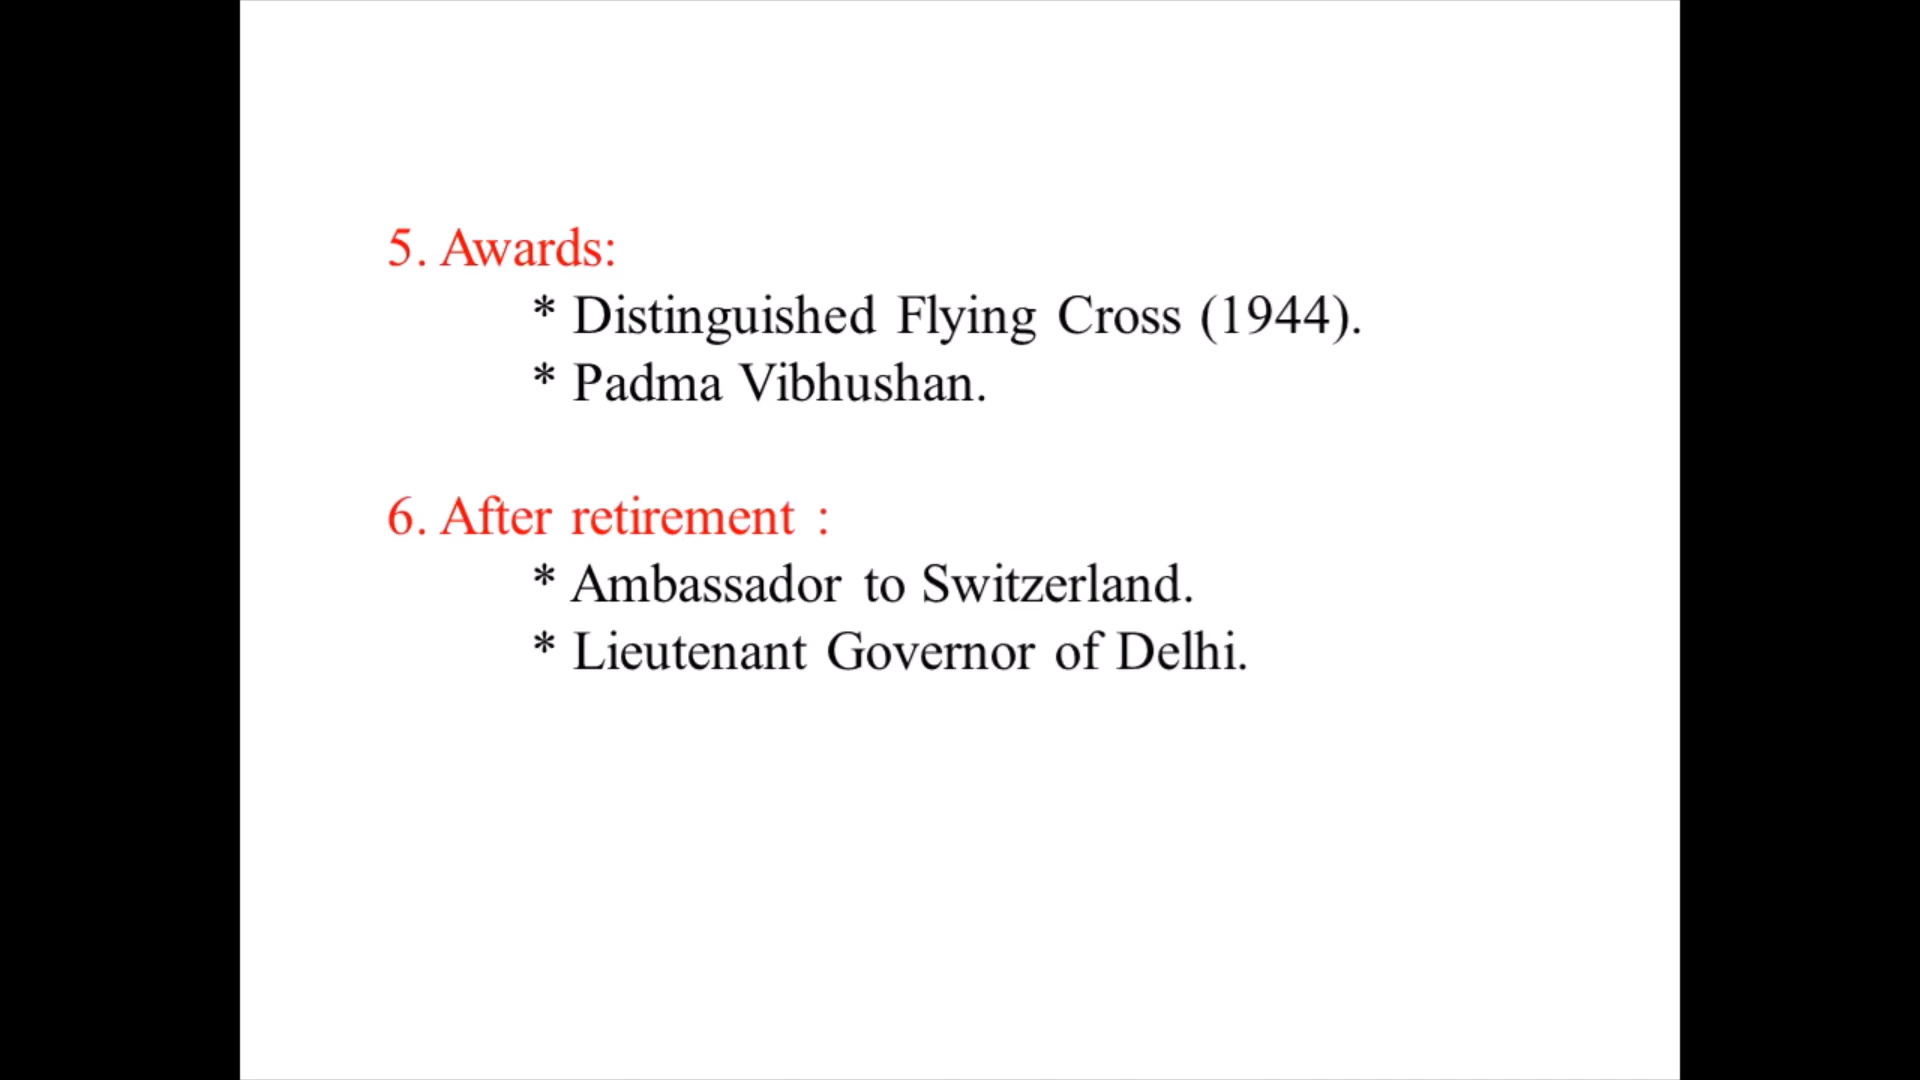 5. Awards:
* Distinguished Flying Cross (1944).
* Padma Vibhushan.
6. After retirement :
* Ambassador to Switzerland.
* Lieutenant Governor of Delhi.